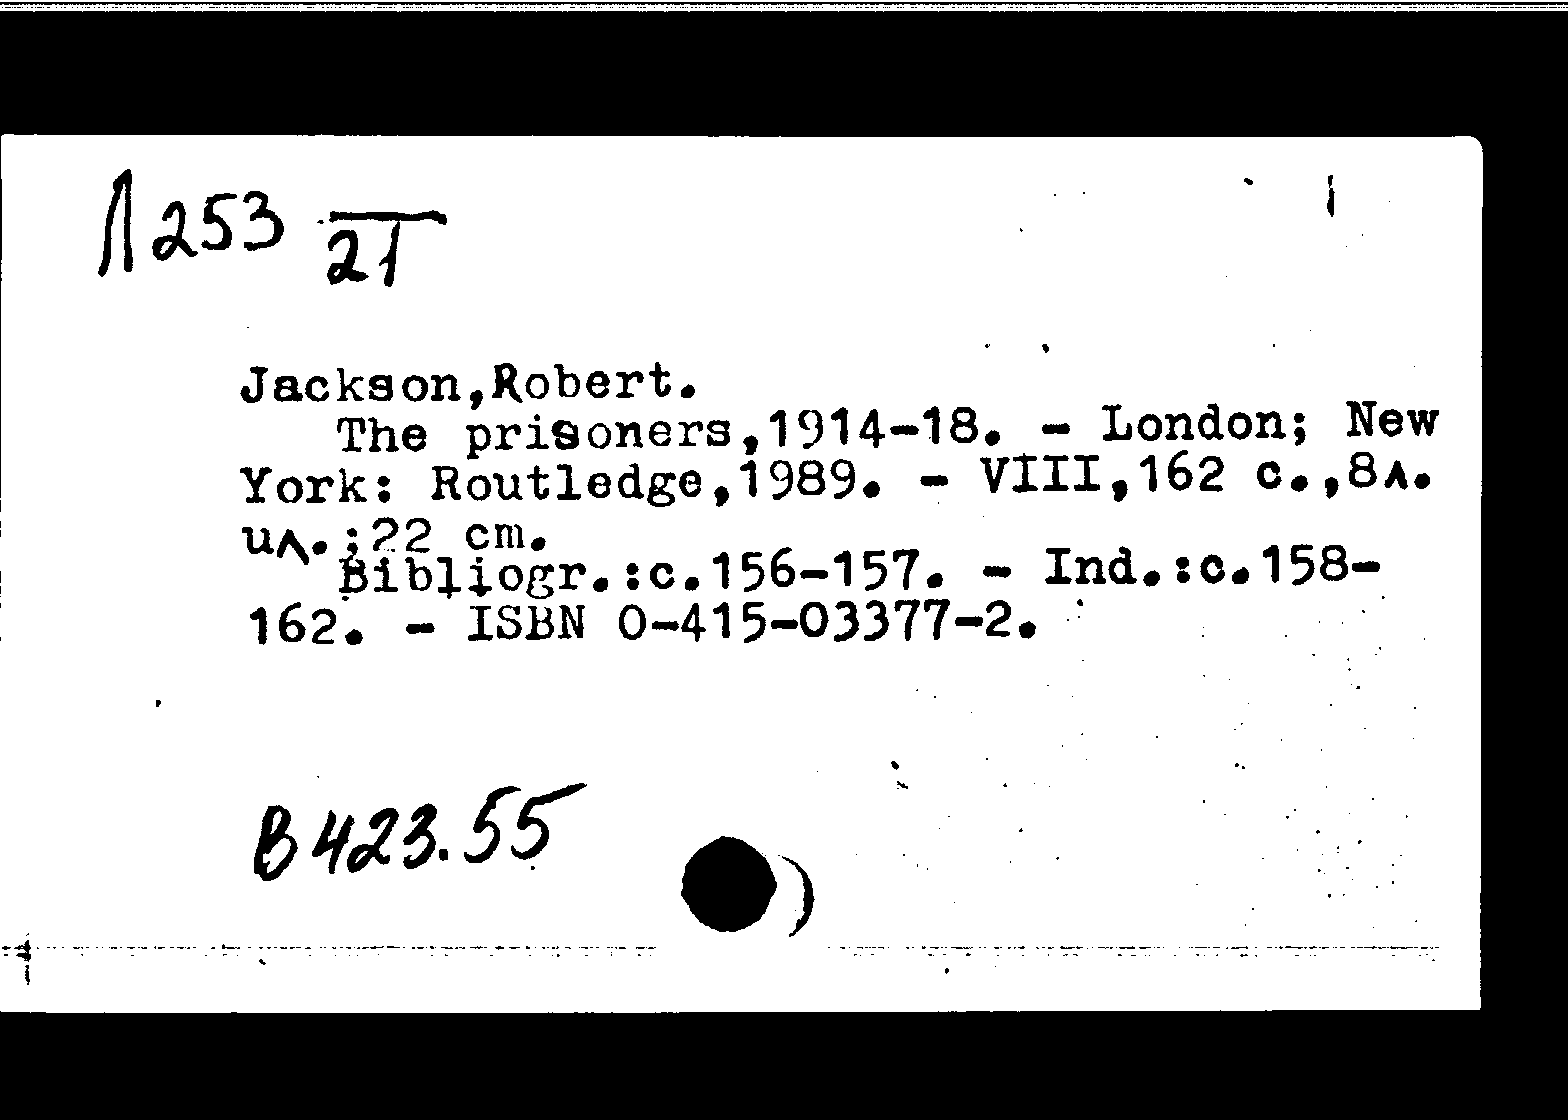 Л253 21
Jackson,Robert.
The prisoners,1914-18. - London; New
York: Routledge,1989. - VIII,162 c.,8л.
ил.;22 cm.
Bibliogr.:c.156-157. - Ind.:c.158-
162. - ISBN 0-415-03377-2.
В423.55